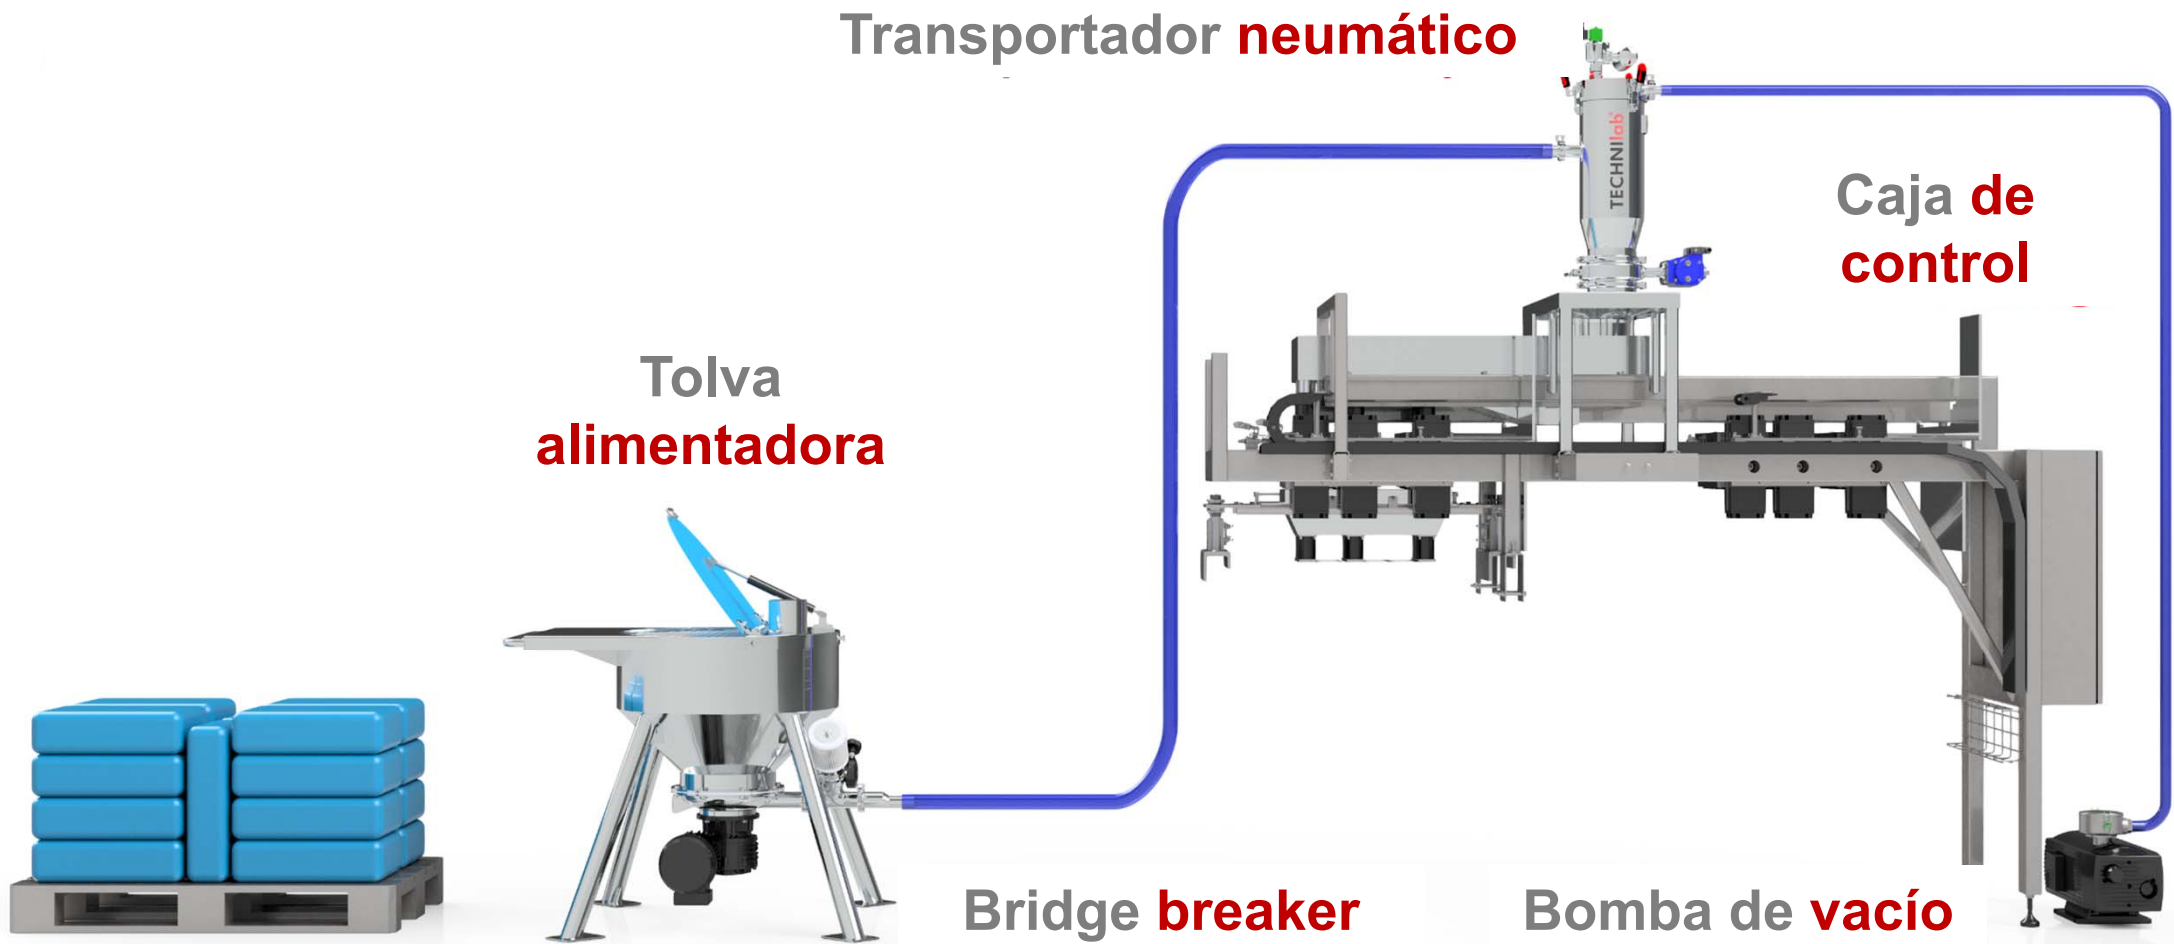 Transportador neumático
TECHNIlab
Caja de
control
Tolva
alimentadora
Bridge breaker
Bomba de vacío